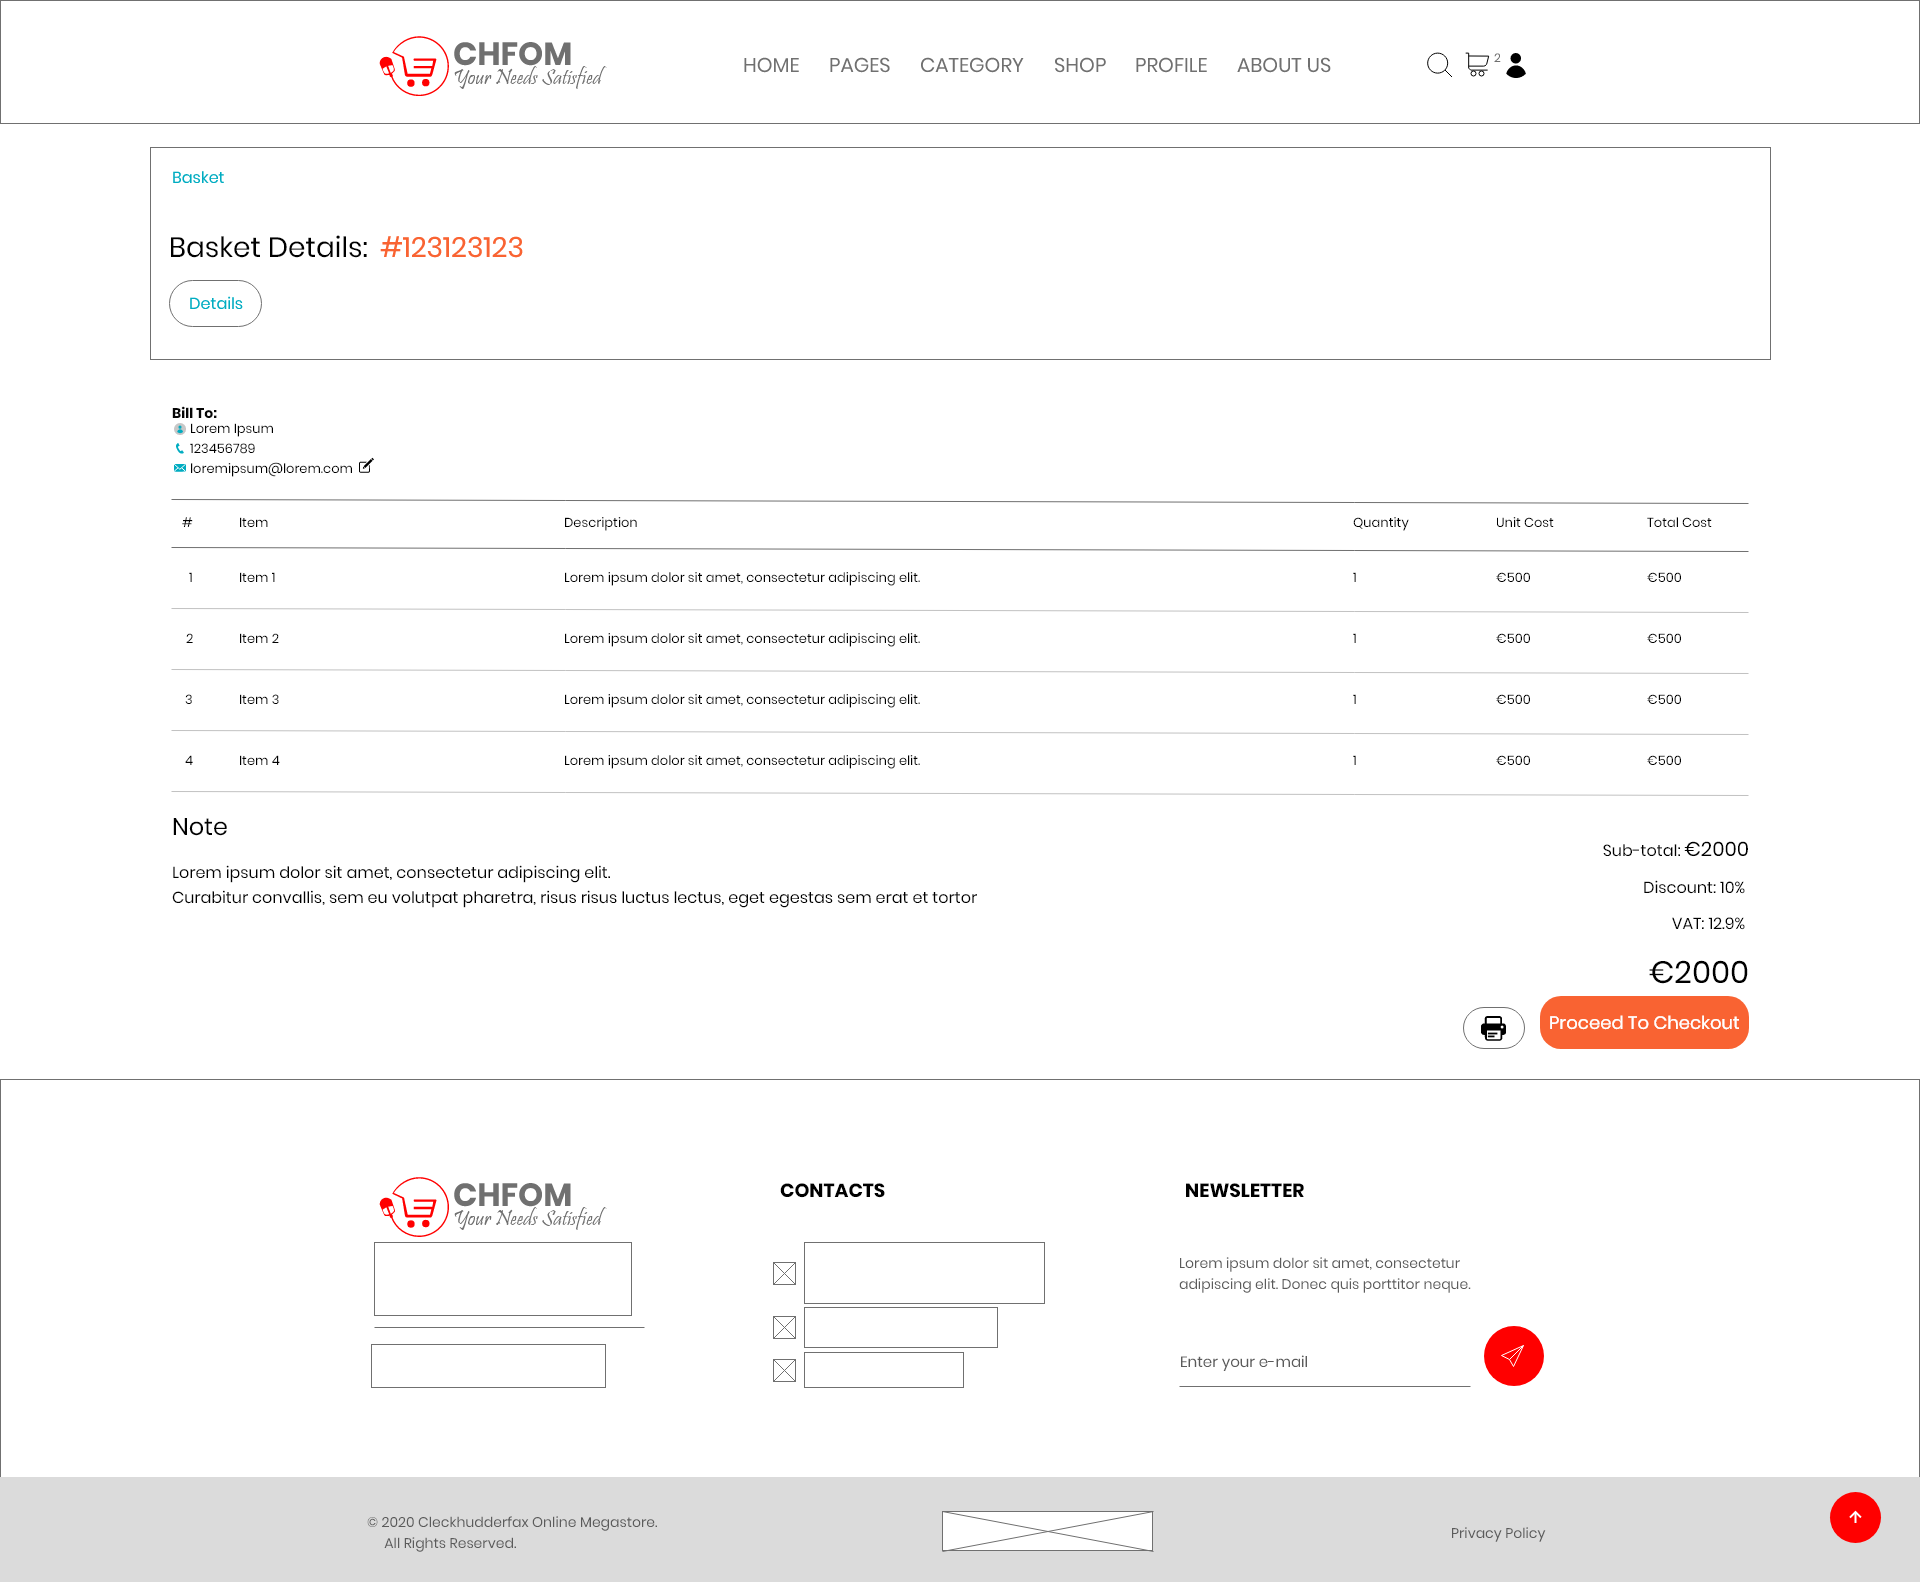 CHFOM
Your Needs Satisfied
HOME PAGES CATEGORY SHOP PROFILE ABOUT US
2
Basket
Basket Details: #123123123
Details
Bill To:
Lorem Ipsum
123456789
loremipsum@lorem.com
# Item Description Quantity Unit Cost Total Cost
1 Item 1 Lorem ipsum dolor sit amet, consectetur adipiscing elit. 1 €500 €500
2 Item 2 Lorem ipsum dolor sit amet, consectetur adipiscing elit. 1 €500 €500
3 Item 3 Lorem ipsum dolor sit amet, consectetur adipiscing elit. 1 €500 €500
4 Item 4 Lorem ipsum dolor sit amet, consectetur adipiscing elit. 1 €500 €500
Note
Lorem ipsum dolor sit amet, consectetur adipiscing elit.
Curabitur convallis, sem eu volutpat pharetra, risus risus luctus lectus, eget egestas sem erat et tortor
Sub-total: €2000
Discount: 10%
VAT: 12.9%
€2000
Proceed To Checkout
CHFOM
Your Needs Satisfied
CONTACTS
NEWSLETTER
Lorem ipsum dolor sit amet, consectetur
adipiscing elit. Donec quis porttitor neque.
Enter your e-mail
© 2020 Cleckhudderfax Online Megastore.
All Rights Reserved.
Privacy Policy